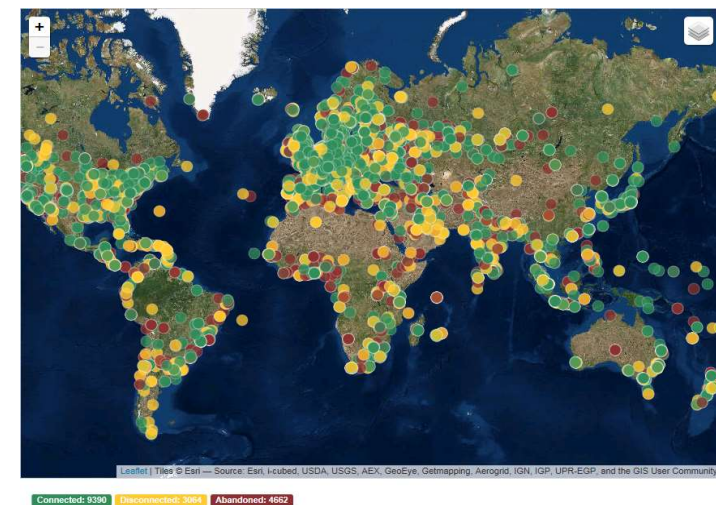 +
−
Leaflet | Tiles © Esri — Source: Esri, i-cubed, USDA, USGS, AEX, GeoEye, Getmapping, Aerogrid, IGN, IGP, UPR-EGP, and the GIS User Community
Connected: 9390 Disconnected: 3064 Abandoned: 4662